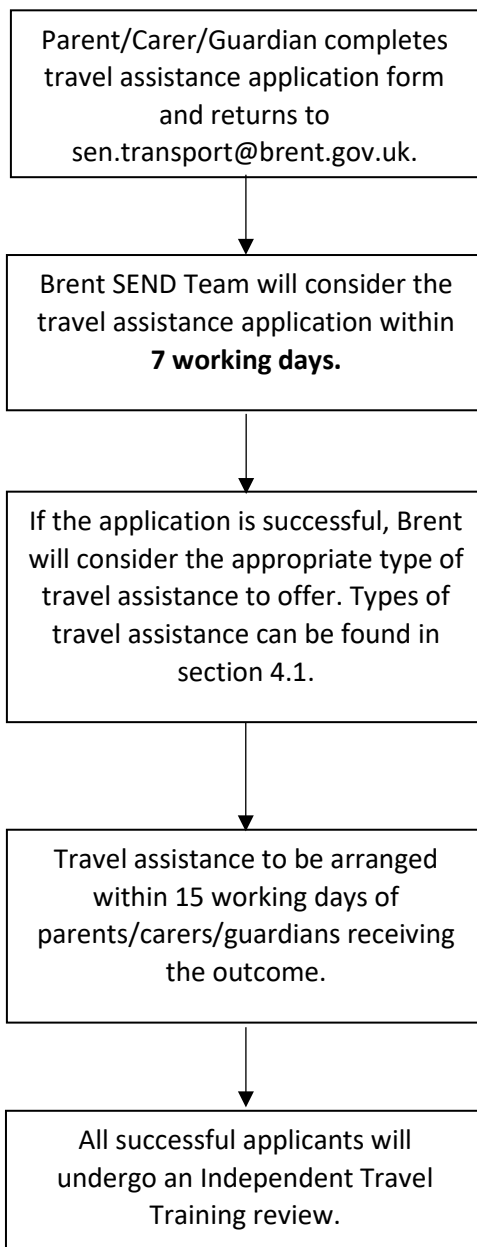 Parent/Carer/Guardian completes
travel assistance application form
and returns to
sen.transport@brent.gov.uk.
Brent SEND Team will consider the
travel assistance application within
7 working days.
If the application is successful, Brent
will consider the appropriate type of
travel assistance to offer. Types of
travel assistance can be found in
section 4.1.
Travel assistance to be arranged
within 15 working days of
parents/carers/guardians receiving
the outcome.
All successful applicants will
undergo an Independent Travel
Training review.